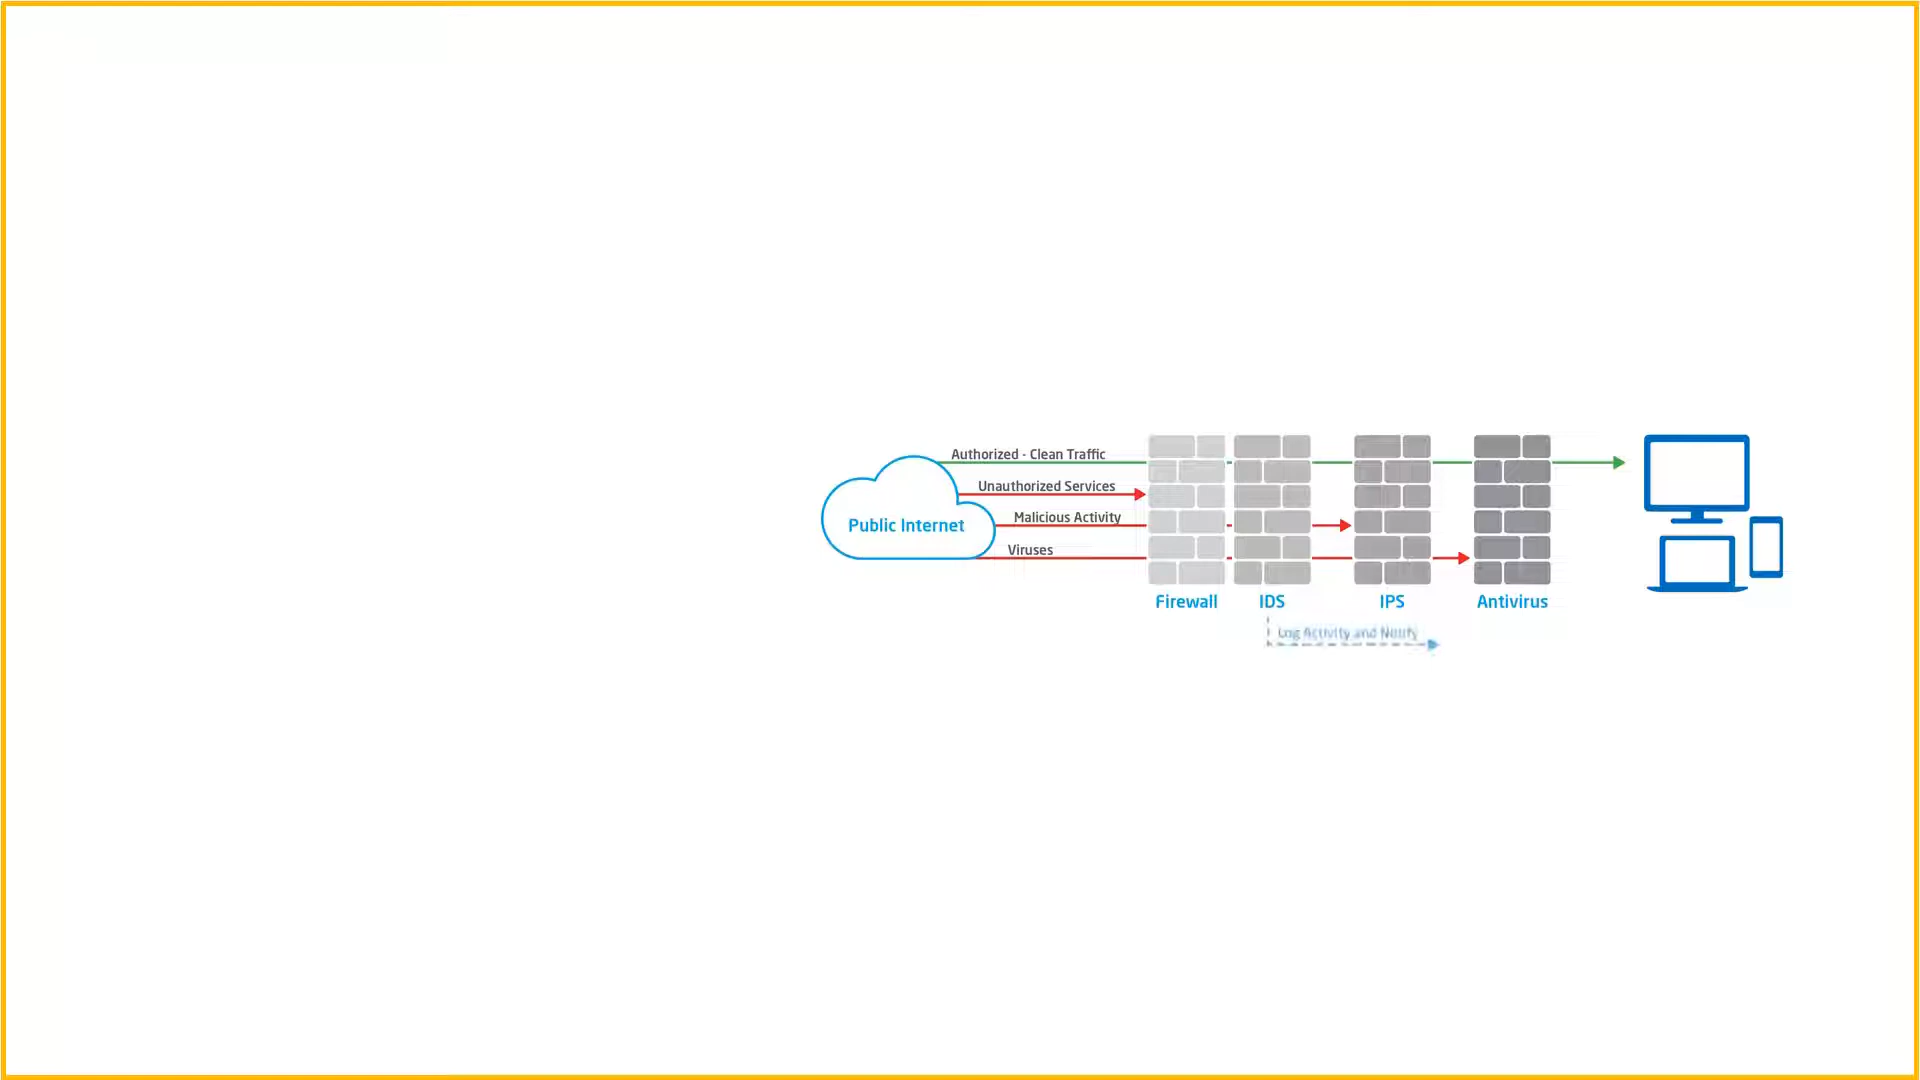 Authorized - Clean Traffic
Unauthorized Services
Malicious Activity
Public Internet
Viruses
Firewall
IDS
IPS
Antivirus
Log Activity and Notify